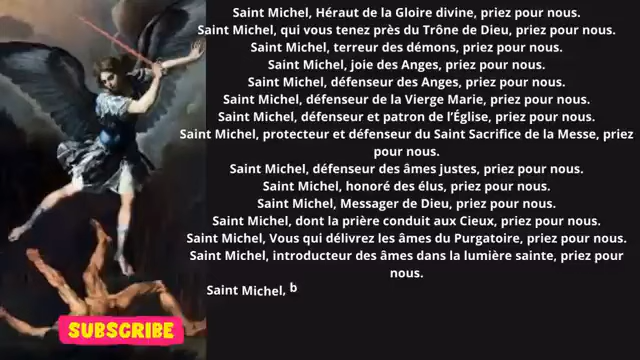 Saint Michel, Héraut de la Gloire divine, priez pour nous.
Saint Michel, qui vous tenez près du Trône de Dieu, priez pour nous.
Saint Michel, terreur des démons, priez pour nous.
Saint Michel, joie des Anges, priez pour nous.
Saint Michel, défenseur des Anges, priez pour nous.
Saint Michel, défenseur de la Vierge Marie, priez pour nous.
Saint Michel, défenseur et patron de l’Église, priez pour nous.
Saint Michel, protecteur et défenseur du Saint Sacrifice de la Messe, priez
pour nous.
Saint Michel, défenseur des âmes justes, priez pour nous.
Saint Michel, honoré des élus, priez pour nous.
Saint Michel, Messager de Dieu, priez pour nous.
Saint Michel, dont la prière conduit aux Cieux, priez pour nous.
Saint Michel, Vous qui délivrez les âmes du Purgatoire, priez pour nous.
Saint Michel, introducteur des âmes dans la lumière sainte, priez pour
nous.
Saint Michel, b
SUBSCRIBE